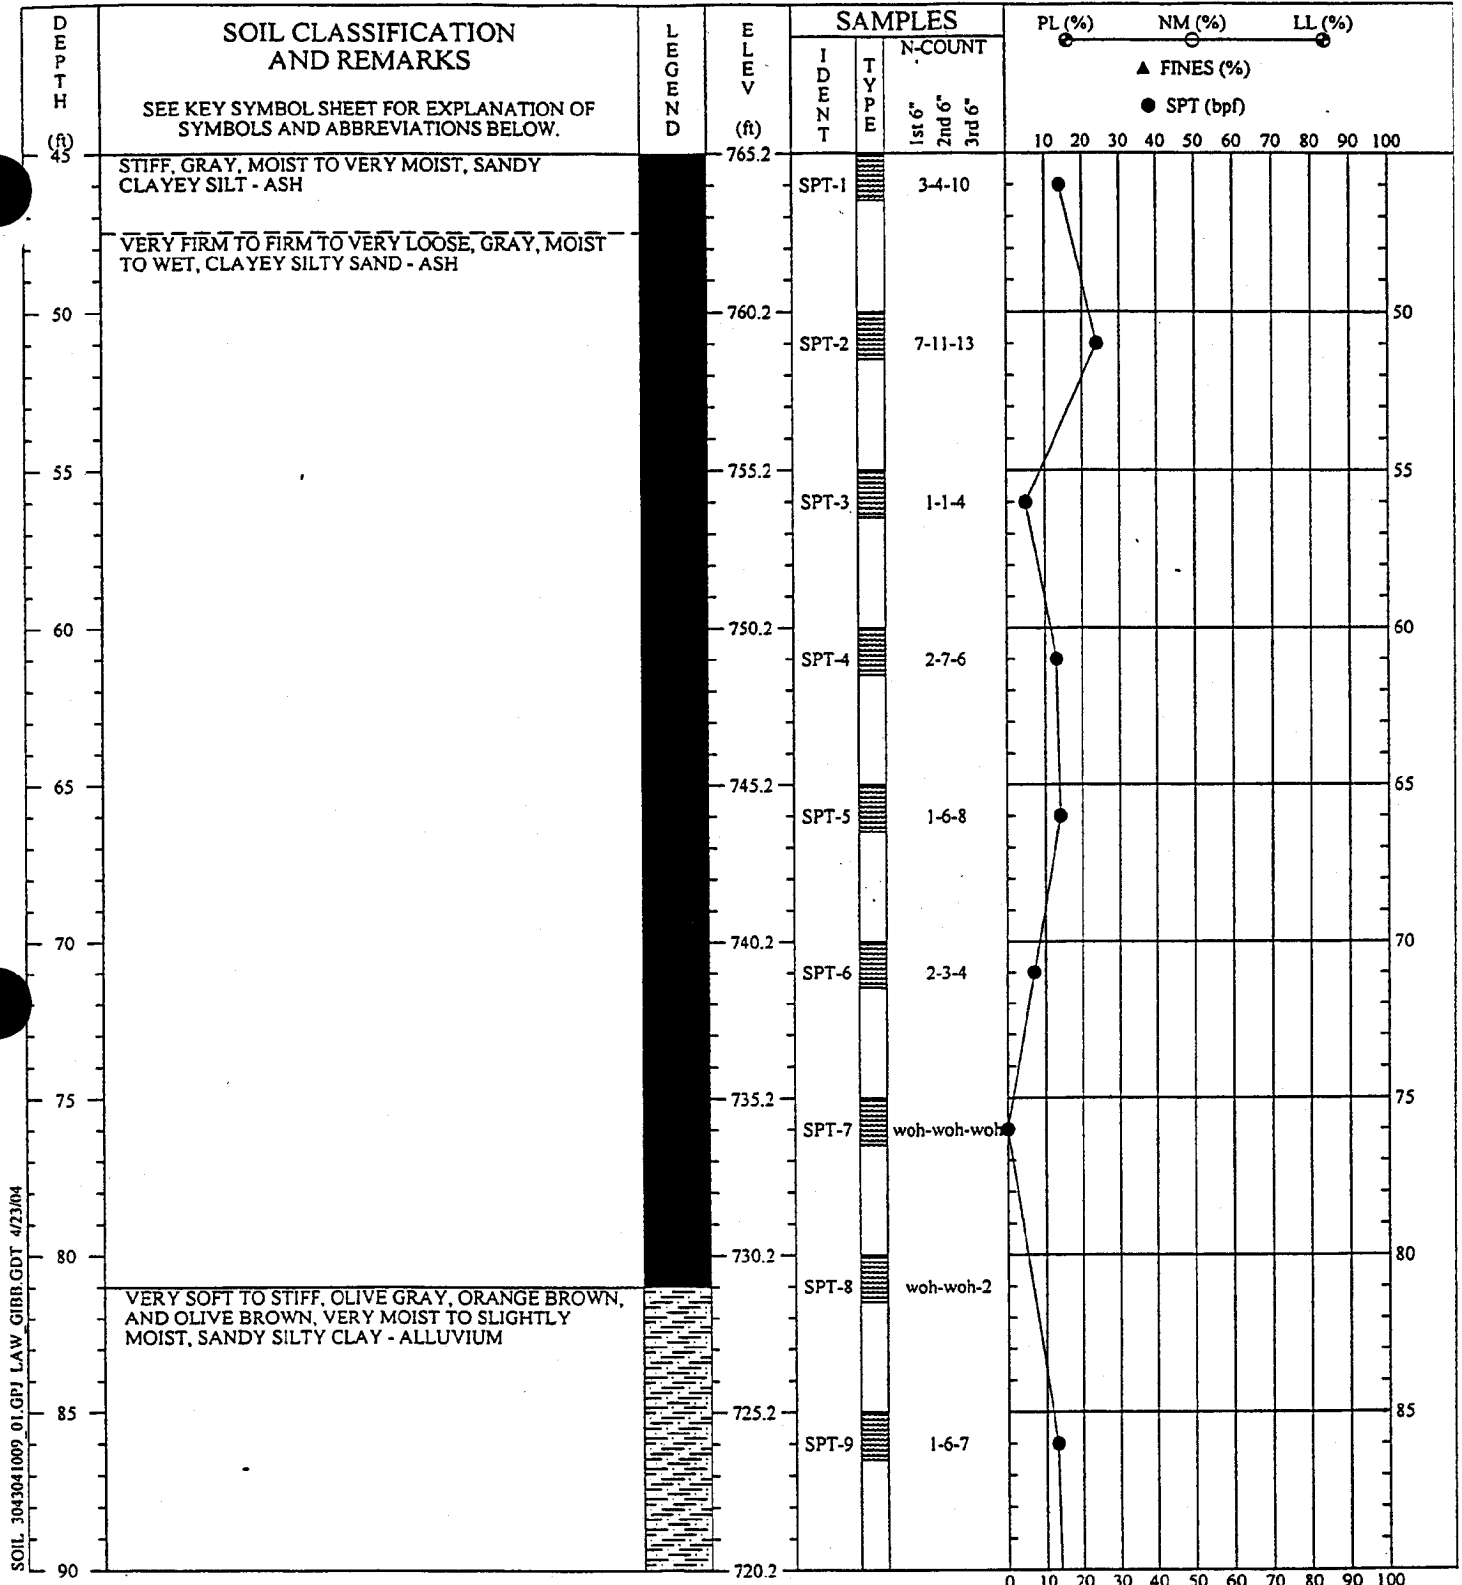 DEPTH (ft)
SOIL CLASSIFICATION
AND REMARKS
SEE KEY SYMBOL SHEET FOR EXPLANATION OF
SYMBOLS AND ABBREVIATIONS BELOW.
LEGEND
ELEV (ft)
SAMPLES
IDENT
TYPE
N-COUNT
1st 6"
2nd 6"
3rd 6"
PL (%) NM (%) LL (%)
▲ FINES (%)
● SPT (bpf)
10 20 30 40 50 60 70 80 90 100
45 765.2
STIFF, GRAY, MOIST TO VERY MOIST, SANDY
CLAYEY SILT - ASH
SPT-1 3-4-10
VERY FIRM TO FIRM TO VERY LOOSE, GRAY, MOIST
TO WET, CLAYEY SILTY SAND - ASH
50 760.2 50
SPT-2 7-11-13
55 755.2 55
SPT-3 1-1-4
60 750.2 60
SPT-4 2-7-6
65 745.2 65
SPT-5 1-6-8
70 740.2 70
SPT-6 2-3-4
75 735.2 75
SPT-7 woh-woh-woh
80 730.2 80
SPT-8 woh-woh-2
VERY SOFT TO STIFF, OLIVE GRAY, ORANGE BROWN,
AND OLIVE BROWN, VERY MOIST TO SLIGHTLY
MOIST, SANDY SILTY CLAY - ALLUVIUM
85 725.2 85
SPT-9 1-6-7
90 720.2
0 10 20 30 40 50 60 70 80 90 100
SOIL 3043041009_01.GPJ LAW_GIBB.GDT 4/23/04